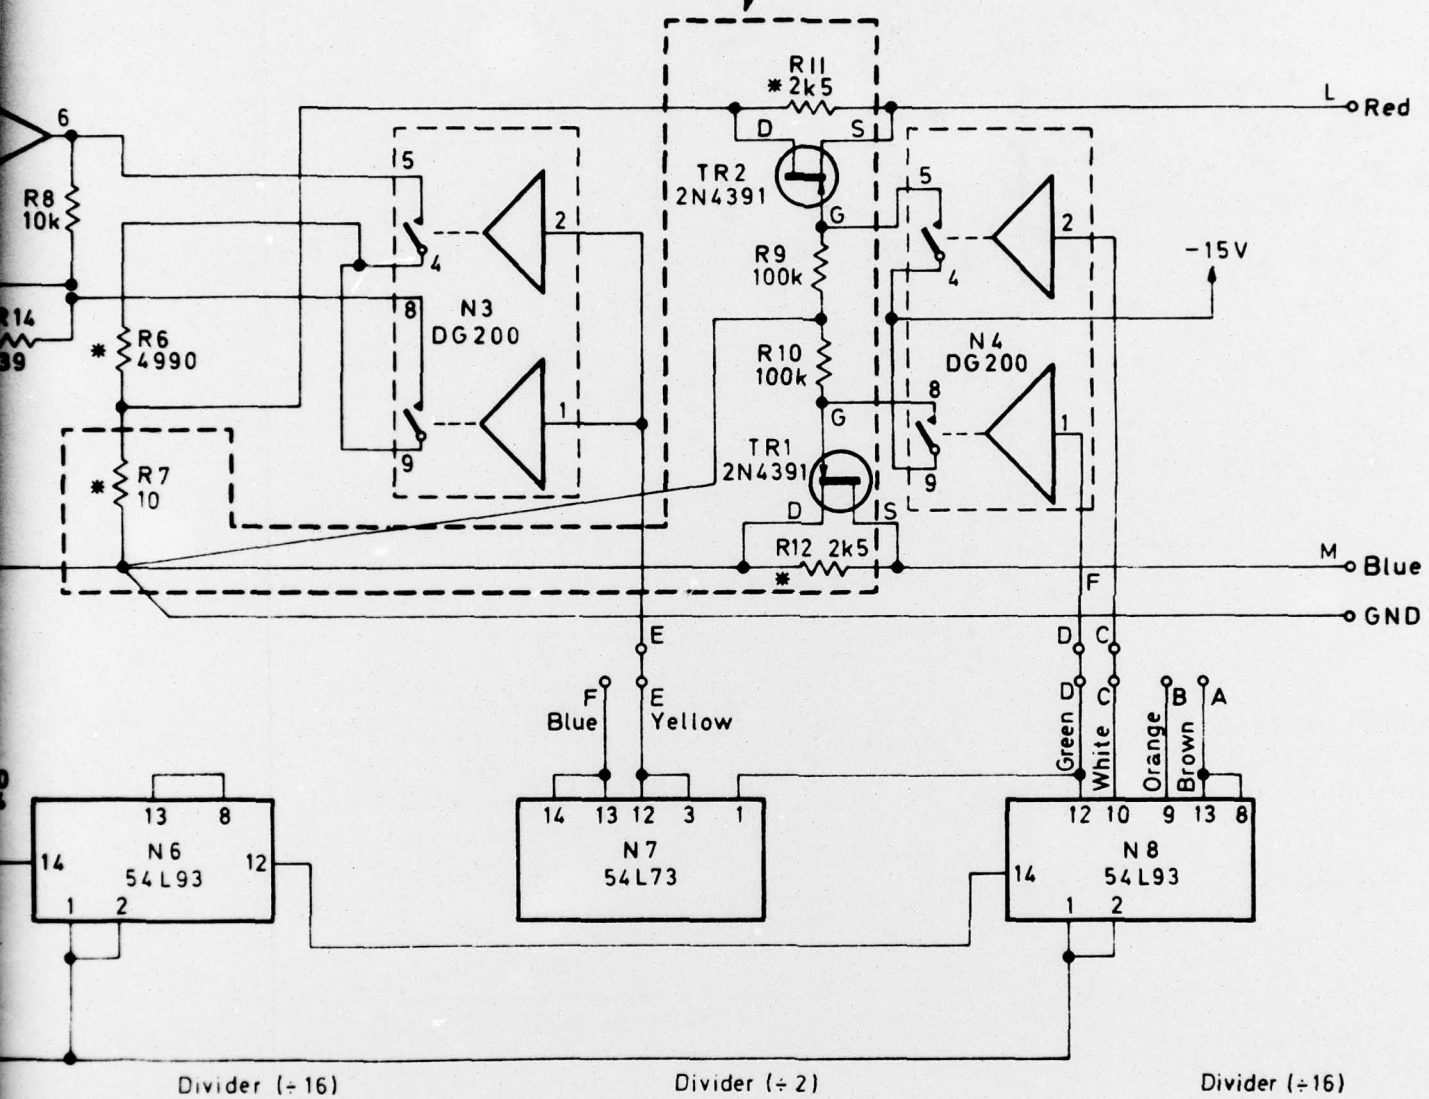 R11
* 2k5
L Red
6
D S
5
TR2
2N4391
5
R8
10k
2
G
2
-15V
4
R9
100k
4
N3
DG200
8
R14
39
R6
* 4990
R10
100k
N4
DG200
8
1
G
1
TR1
2N4391
9
R7
* 10
9
D S
R12 2k5
*
M Blue
F
GND
E
D C
F E
D C B A
Blue Yellow
Green White Orange Brown
13 8
14 13 12 3 1
12 10 9 13 8
N6
54L93
14 12
1 2
N7
54L73
N8
54L93
14
1 2
Divider (÷16)
Divider (÷2)
Divider (÷16)